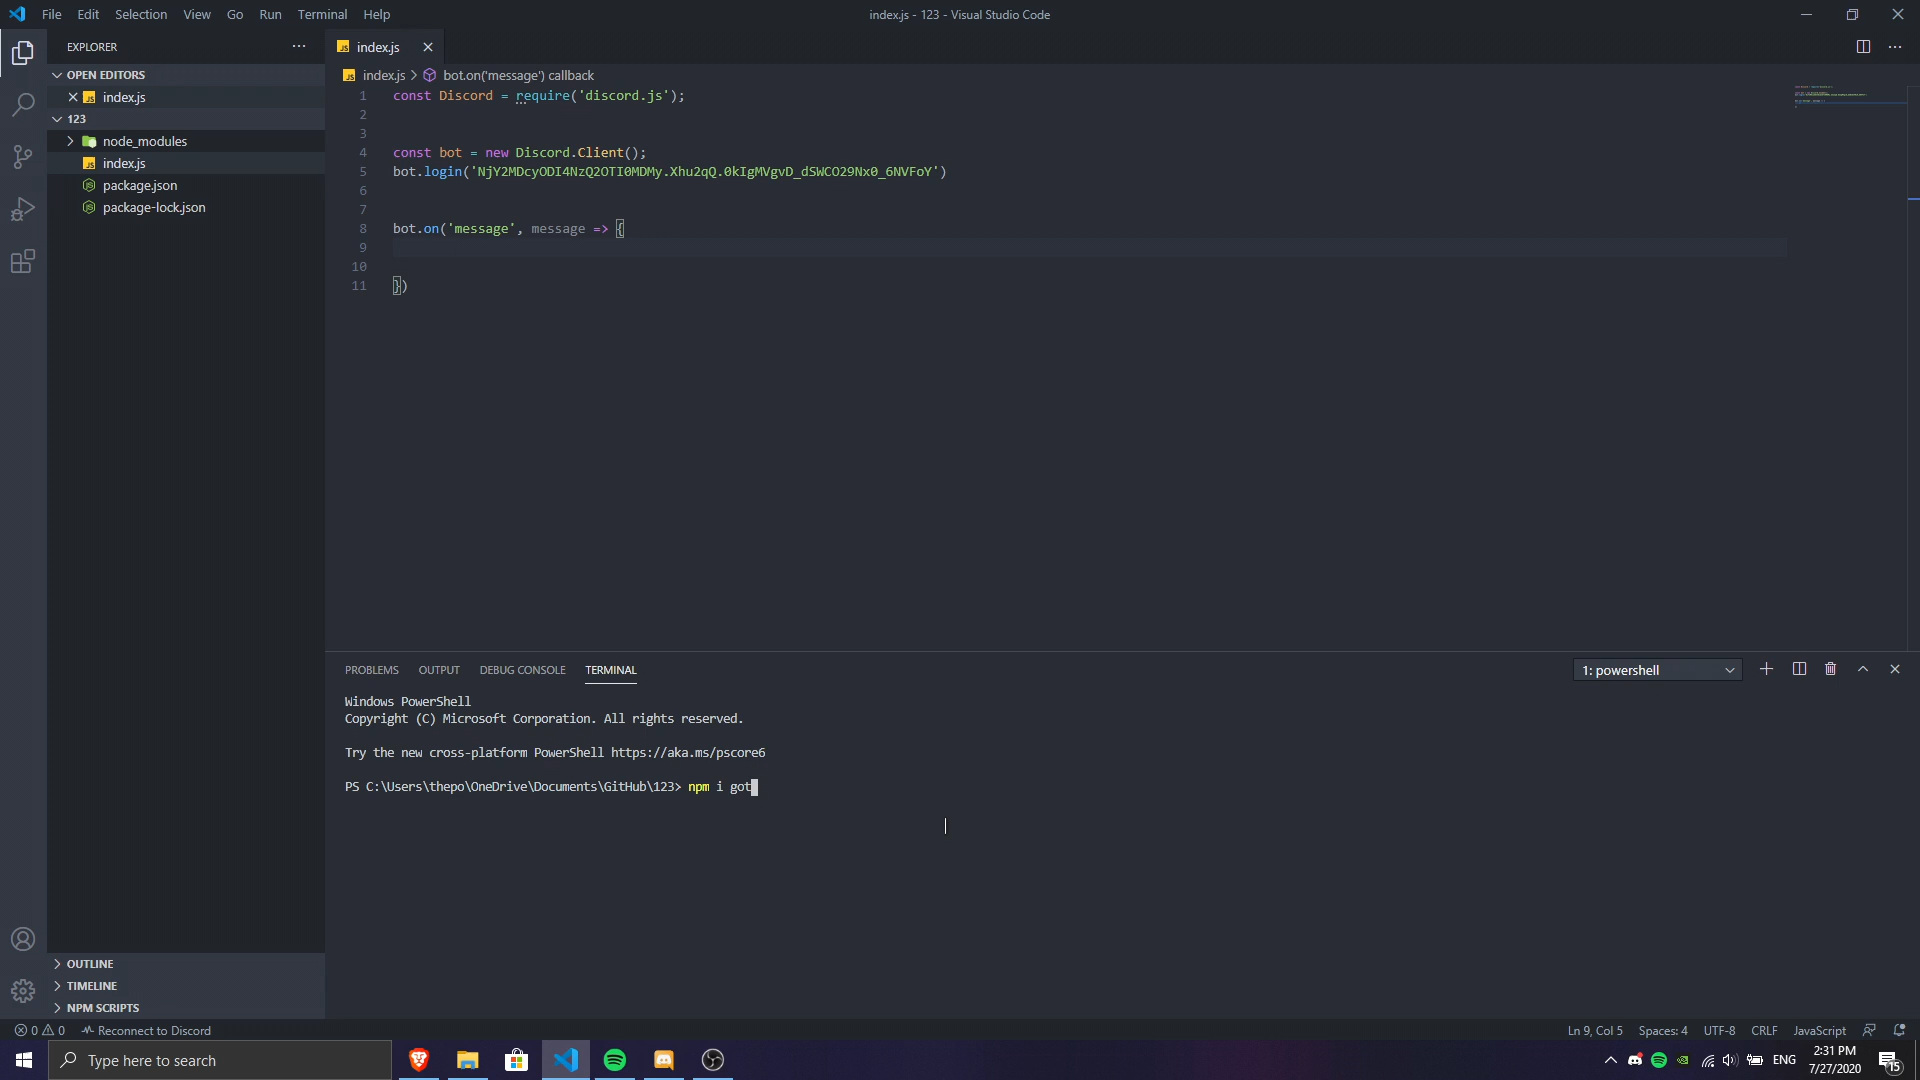 File Edit Selection View Go Run Terminal Help
index.js - 123 - Visual Studio Code
EXPLORER
OPEN EDITORS
index.js
123
node_modules
index.js
package.json
package-lock.json
OUTLINE
TIMELINE
NPM SCRIPTS
index.js
index.js > bot.on('message') callback
1 const Discord = require('discord.js');
2
3
4 const bot = new Discord.Client();
5 bot.login('NjY2MDcyODI4NzQ2OTI0MDMy.Xhu2qQ.0kIgMVgvD_dSWCO29Nx0_6NVFoY')
6
7
8 bot.on('message', message => {
9
10
11 })
PROBLEMS OUTPUT DEBUG CONSOLE TERMINAL
1: powershell
Windows PowerShell
Copyright (C) Microsoft Corporation. All rights reserved.
Try the new cross-platform PowerShell https://aka.ms/pscore6
PS C:\Users\thepo\OneDrive\Documents\GitHub\123> npm i got
0 0 Reconnect to Discord
Ln 9, Col 5 Spaces: 4 UTF-8 CRLF JavaScript
Type here to search
ENG
2:31 PM
7/27/2020
15